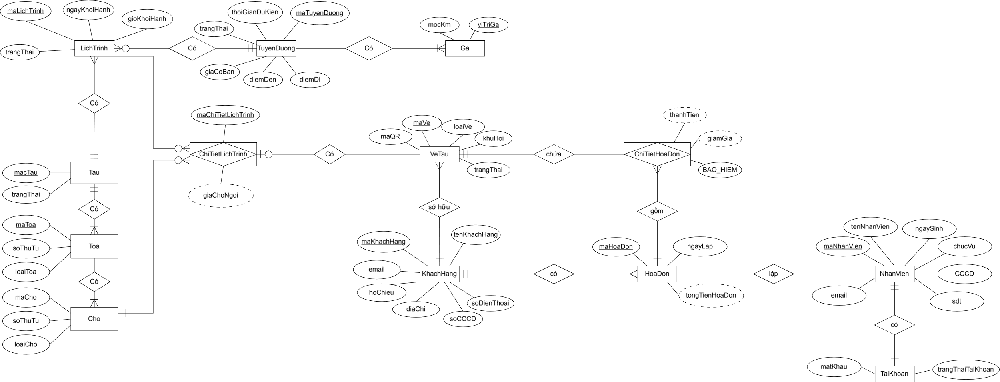 maLichTrinh
ngayKhoiHanh
gioKhoiHanh
trangThai
LichTrinh
Có
trangThai
thoiGianDuKien
maTuyenDuong
TuyenDuong
giaCoBan
diemDen
diemDi
Có
mocKm
viTriGa
Ga
Có
maChiTietLichTrinh
ChiTietLichTrinh
giaChoNgoi
Có
maQR
maVe
loaiVe
khuHoi
VeTau
trangThai
chứa
thanhTien
giamGia
ChiTietHoaDon
BAO_HIEM
macTau
Tau
trangThai
Có
maToa
soThuTu
Toa
loaiToa
Có
maCho
soThuTu
Cho
loaiCho
sở hữu
gồm
maKhachHang
tenKhachHang
email
KhachHang
hoChieu
diaChi
soCCCD
soDienThoai
có
maHoaDon
ngayLap
HoaDon
tongTienHoaDon
lập
tenNhanVien
ngaySinh
maNhanVien
chucVu
NhanVien
CCCD
email
sdt
có
matKhau
TaiKhoan
trangThaiTaiKhoan